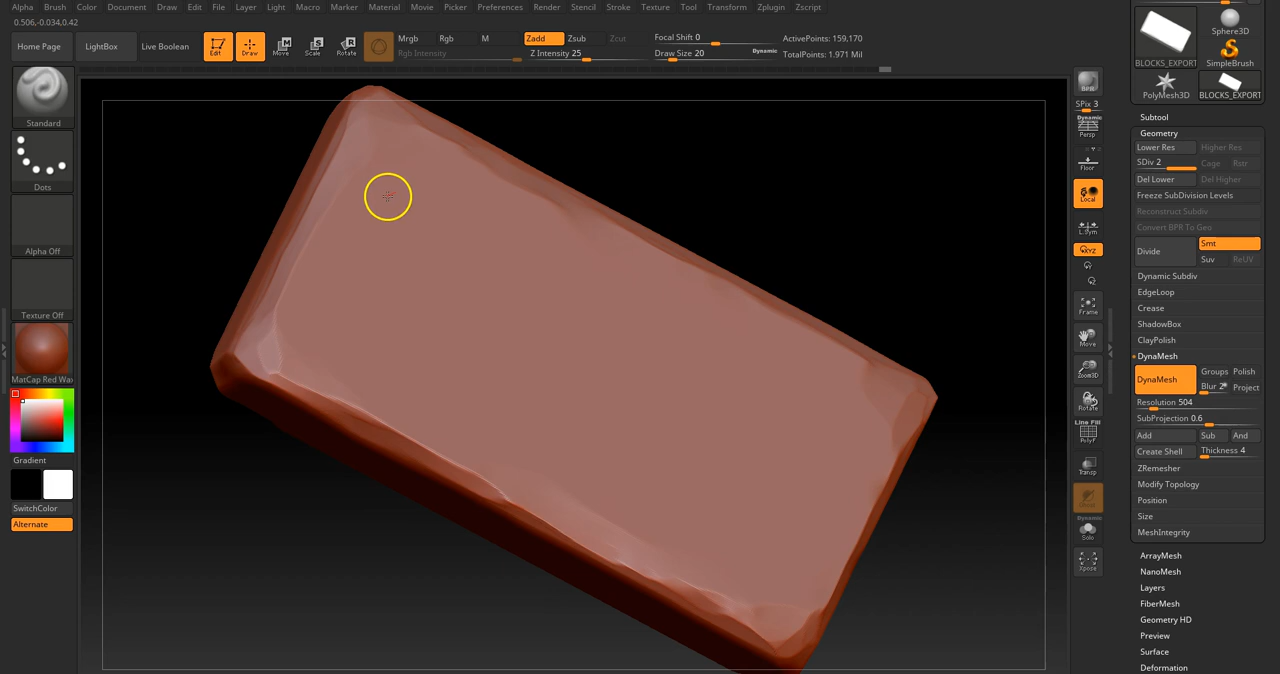 Alpha Brush Color Document Draw Edit File Layer Light Macro Marker Material Movie Picker Preferences Render Stencil Stroke Texture Tool Transform Zplugin Zscript
0.506,-0.034,0.42
Home Page
LightBox
Live Boolean
Edit
Draw
Move
Scale
Rotate
Mrgb Rgb M
Rgb Intensity
Zadd Zsub Zcut
Z Intensity 25
Focal Shift 0
Draw Size 20
Dynamic
ActivePoints: 159,170
TotalPoints: 1.971 Mil
Standard
Dots
Alpha Off
Texture Off
MatCap Red Wax
Gradient
SwitchColor
Alternate
BPR
SPix 3
Dynamic
Persp
Floor
Local
L.Sym
XYZ
Frame
Move
Zoom3D
Rotate
Line Fill
PolyF
Transp
Dynamic
Solo
Xpose
BLOCKS_EXPORT
Sphere3D
SimpleBrush
PolyMesh3D
BLOCKS_EXPORT
Subtool
Geometry
Lower Res Higher Res
SDiv 2 Cage Rstr
Del Lower Del Higher
Freeze SubDivision Levels
Reconstruct Subdiv
Convert BPR To Geo
Divide
Smt
Suv ReUV
Dynamic Subdiv
EdgeLoop
Crease
ShadowBox
ClayPolish
DynaMesh
DynaMesh
Groups Polish
Blur 2 Project
Resolution 504
SubProjection 0.6
Add Sub And
Create Shell Thickness 4
ZRemesher
Modify Topology
Position
Size
MeshIntegrity
ArrayMesh
NanoMesh
Layers
FiberMesh
Geometry HD
Preview
Surface
Deformation